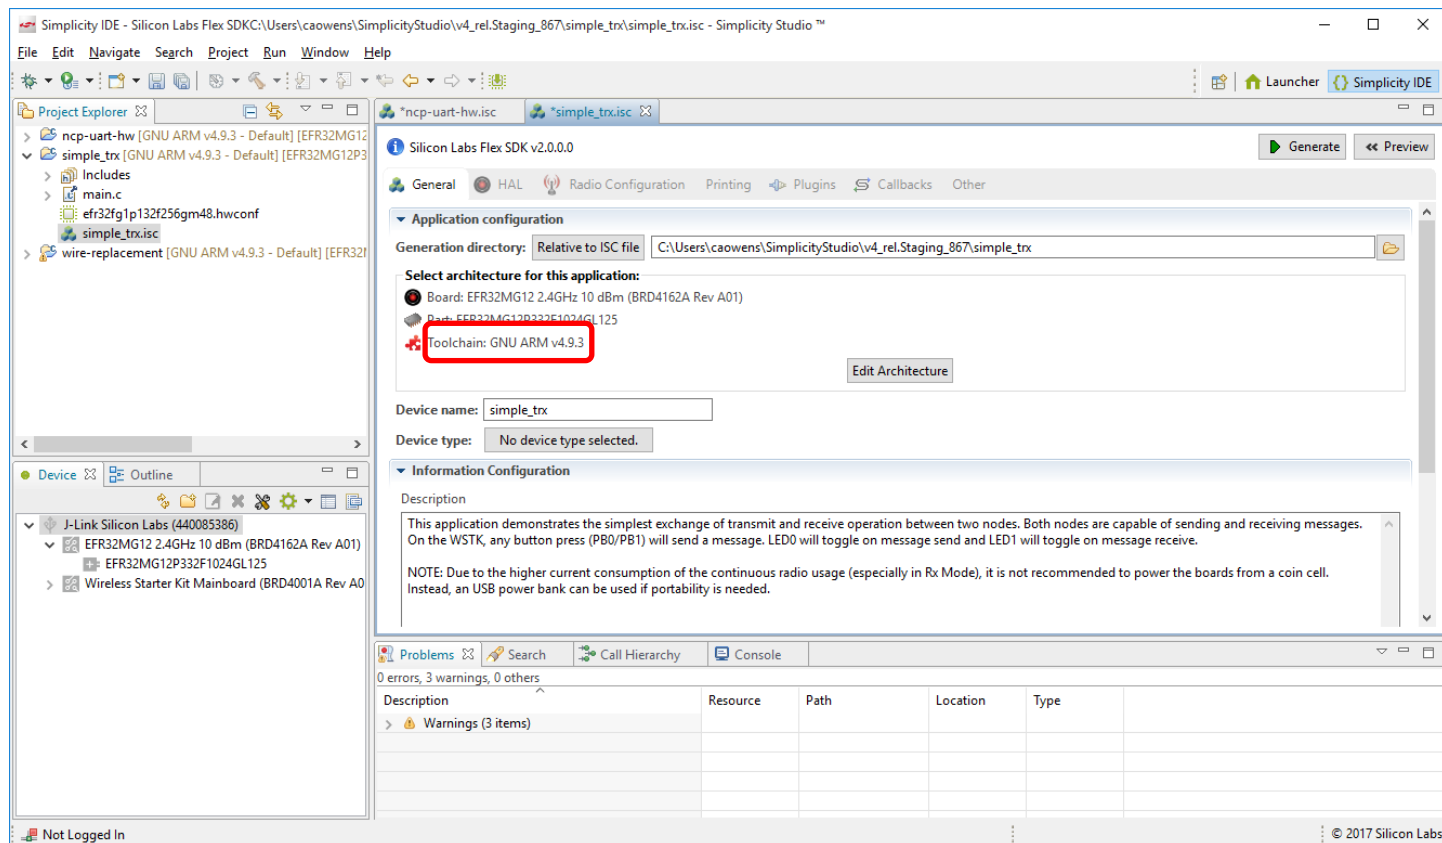 Simplicity IDE - Silicon Labs Flex SDKC:\Users\caowens\SimplicityStudio\v4_rel.Staging_867\simple_trx\simple_trx.isc - Simplicity Studio ™
File Edit Navigate Search Project Run Window Help
Launcher
Simplicity IDE
Project Explorer
ncp-uart-hw [GNU ARM v4.9.3 - Default] [EFR32MG12
simple_trx [GNU ARM v4.9.3 - Default] [EFR32MG12P3
Includes
main.c
efr32fg1p132f256gm48.hwconf
simple_trx.isc
wire-replacement [GNU ARM v4.9.3 - Default] [EFR32
*ncp-uart-hw.isc
*simple_trx.isc
Silicon Labs Flex SDK v2.0.0.0
Generate
Preview
General HAL Radio Configuration Printing Plugins Callbacks Other
Application configuration
Generation directory: Relative to ISC file C:\Users\caowens\SimplicityStudio\v4_rel.Staging_867\simple_trx
Select architecture for this application:
Board: EFR32MG12 2.4GHz 10 dBm (BRD4162A Rev A01)
Part: EFR32MG12P332F1024GL125
Toolchain: GNU ARM v4.9.3
Edit Architecture
Device name: simple_trx
Device type: No device type selected.
Information Configuration
Description
This application demonstrates the simplest exchange of transmit and receive operation between two nodes. Both nodes are capable of sending and receiving messages.
On the WSTK, any button press (PB0/PB1) will send a message. LED0 will toggle on message send and LED1 will toggle on message receive.
NOTE: Due to the higher current consumption of the continuous radio usage (especially in Rx Mode), it is not recommended to power the boards from a coin cell.
Instead, an USB power bank can be used if portability is needed.
Device
Outline
J-Link Silicon Labs (440085386)
EFR32MG12 2.4GHz 10 dBm (BRD4162A Rev A01)
EFR32MG12P332F1024GL125
Wireless Starter Kit Mainboard (BRD4001A Rev A0
Problems Search Call Hierarchy Console
0 errors, 3 warnings, 0 others
Description Resource Path Location Type
Warnings (3 items)
Not Logged In
© 2017 Silicon Labs